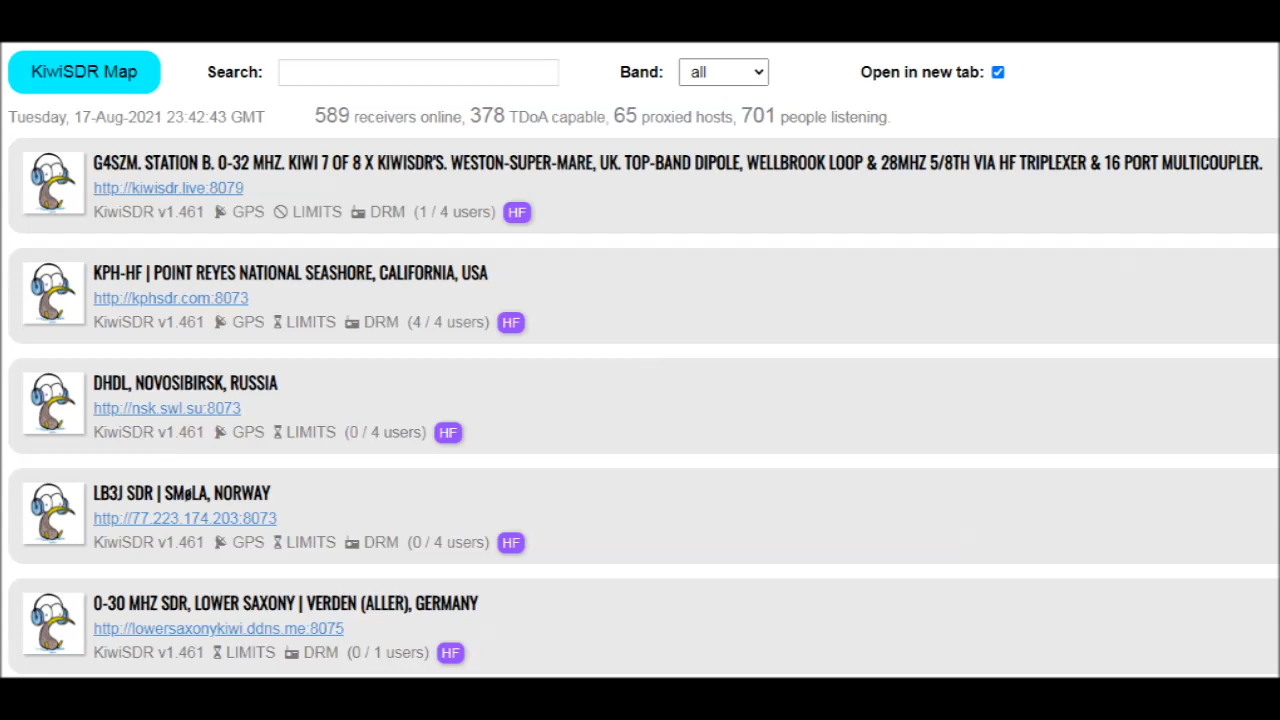 KiwiSDR Map Search: Band: all Open in new tab:
Tuesday, 17-Aug-2021 23:42:43 GMT 589 receivers online, 378 TDoA capable, 65 proxied hosts, 701 people listening.
G4SZM. STATION B. 0-32 MHZ. KIWI 7 OF 8 X KIWISDR'S. WESTON-SUPER-MARE, UK. TOP-BAND DIPOLE, WELLBROOK LOOP & 28MHZ 5/8TH VIA HF TRIPLEXER & 16 PORT MULTICOUPLER.
http://kiwisdr.live:8079
KiwiSDR v1.461 GPS LIMITS DRM (1 / 4 users) HF
KPH-HF | POINT REYES NATIONAL SEASHORE, CALIFORNIA, USA
http://kphsdr.com:8073
KiwiSDR v1.461 GPS LIMITS DRM (4 / 4 users) HF
DHDL, NOVOSIBIRSK, RUSSIA
http://nsk.swl.su:8073
KiwiSDR v1.461 GPS LIMITS (0 / 4 users) HF
LB3J SDR | SMøLA, NORWAY
http://77.223.174.203:8073
KiwiSDR v1.461 GPS LIMITS DRM (0 / 4 users) HF
0-30 MHZ SDR, LOWER SAXONY | VERDEN (ALLER), GERMANY
http://lowersaxonykiwi.ddns.me:8075
KiwiSDR v1.461 LIMITS DRM (0 / 1 users) HF